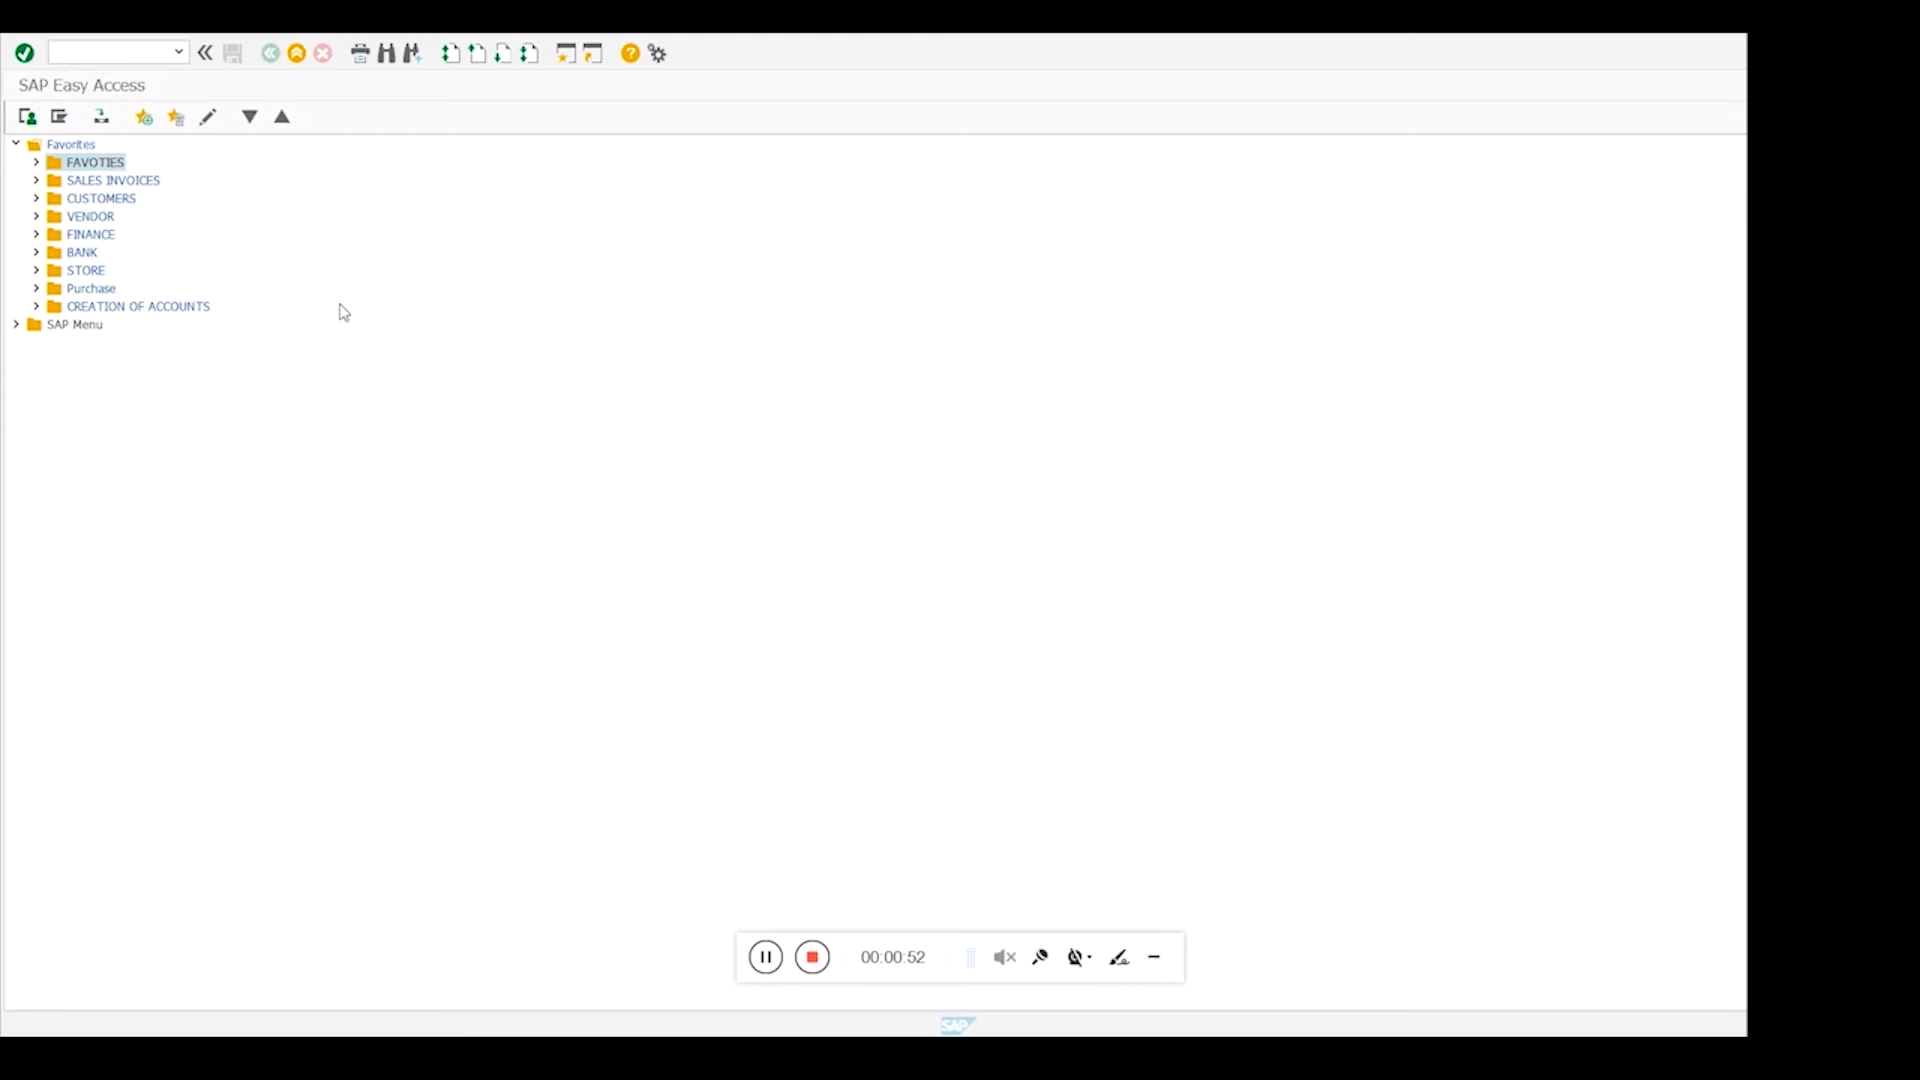 SAP Easy Access
Favorites
FAVOTIES
SALES INVOICES
CUSTOMERS
VENDOR
FINANCE
BANK
STORE
Purchase
CREATION OF ACCOUNTS
SAP Menu
00:00:52
SAP